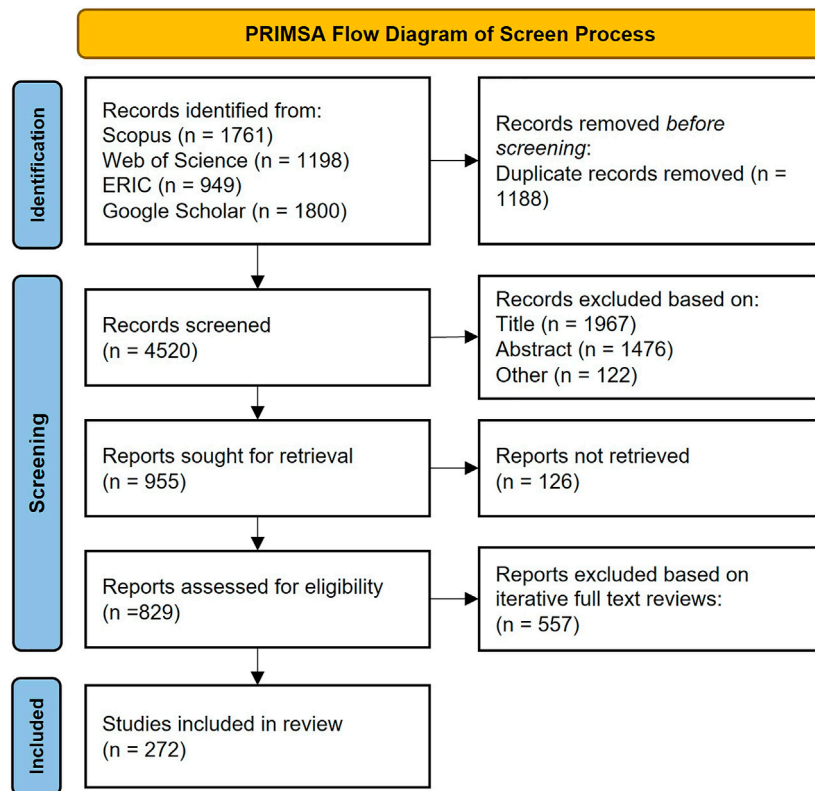 PRIMSA Flow Diagram of Screen Process
Identification
Records identified from:
Scopus (n = 1761)
Web of Science (n = 1198)
ERIC (n = 949)
Google Scholar (n = 1800)
Records removed before
screening:
Duplicate records removed (n =
1188)
Screening
Records screened
(n = 4520)
Records excluded based on:
Title (n = 1967)
Abstract (n = 1476)
Other (n = 122)
Reports sought for retrieval
(n = 955)
Reports not retrieved
(n = 126)
Reports assessed for eligibility
(n =829)
Reports excluded based on
iterative full text reviews:
(n = 557)
Included
Studies included in review
(n = 272)